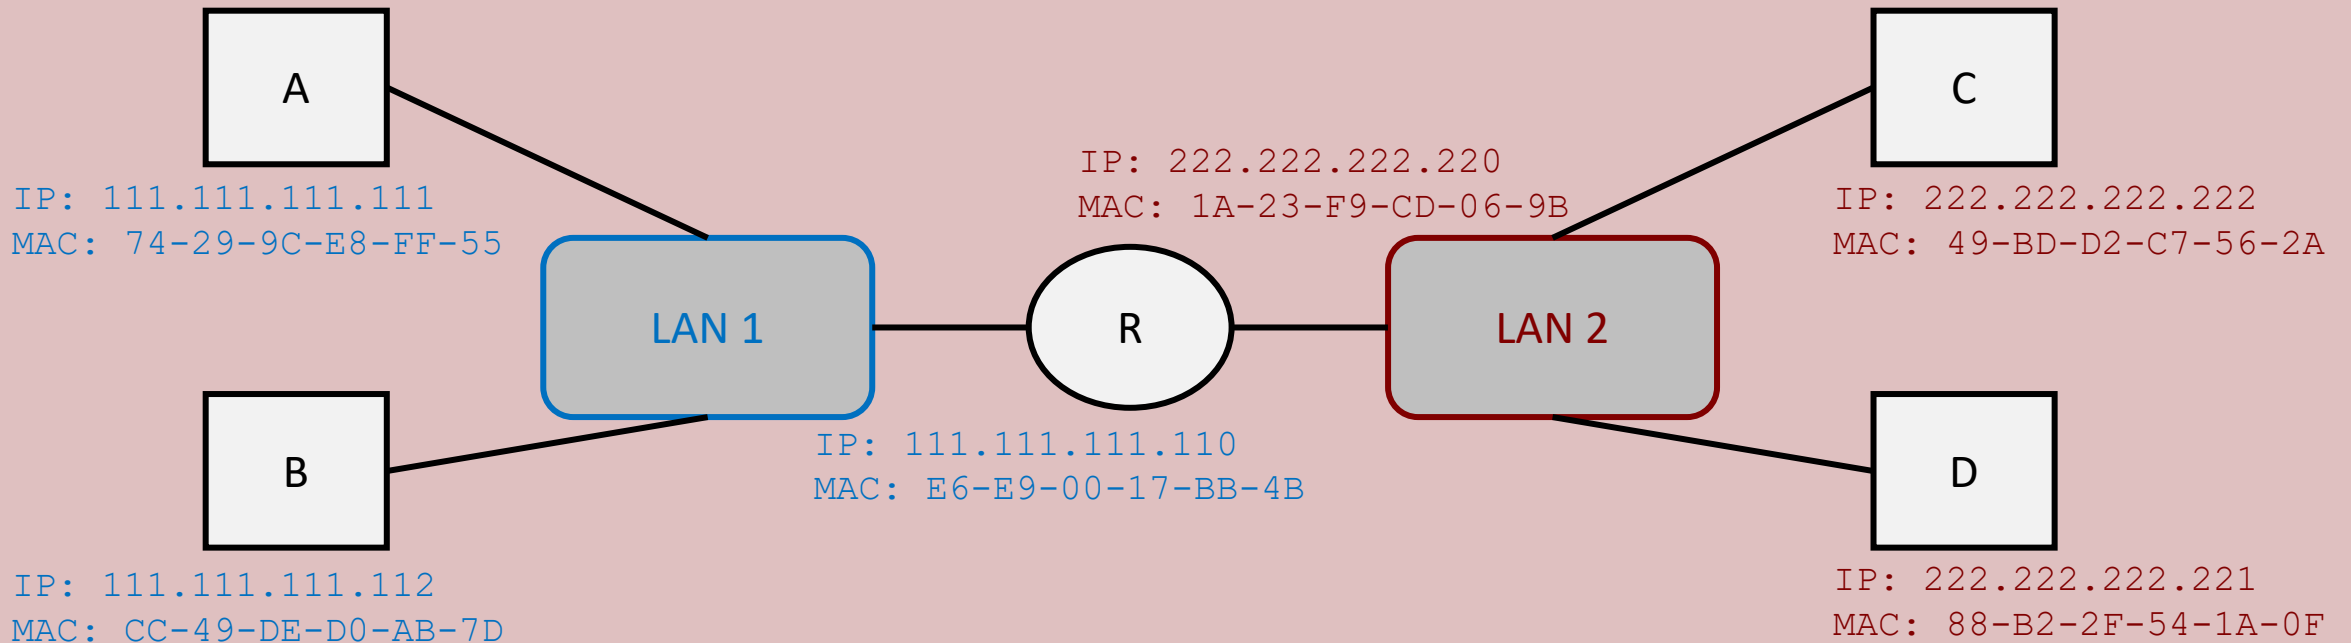 A
C
IP: 222.222.222.220
MAC: 1A-23-F9-CD-06-9B
IP: 111.111.111.111
MAC: 74-29-9C-E8-FF-55
IP: 222.222.222.222
MAC: 49-BD-D2-C7-56-2A
LAN 1
R
LAN 2
IP: 111.111.111.110
MAC: E6-E9-00-17-BB-4B
B
D
IP: 111.111.111.112
MAC: CC-49-DE-D0-AB-7D
IP: 222.222.222.221
MAC: 88-B2-2F-54-1A-0F